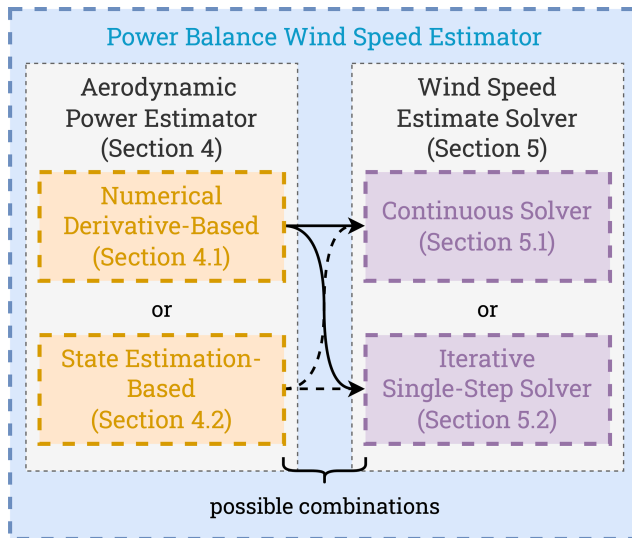 Power Balance Wind Speed Estimator
Aerodynamic
Power Estimator
(Section 4)
Numerical
Derivative-Based
(Section 4.1)
or
State Estimation-
Based
(Section 4.2)
Wind Speed
Estimate Solver
(Section 5)
Continuous Solver
(Section 5.1)
or
Iterative
Single-Step Solver
(Section 5.2)
possible combinations